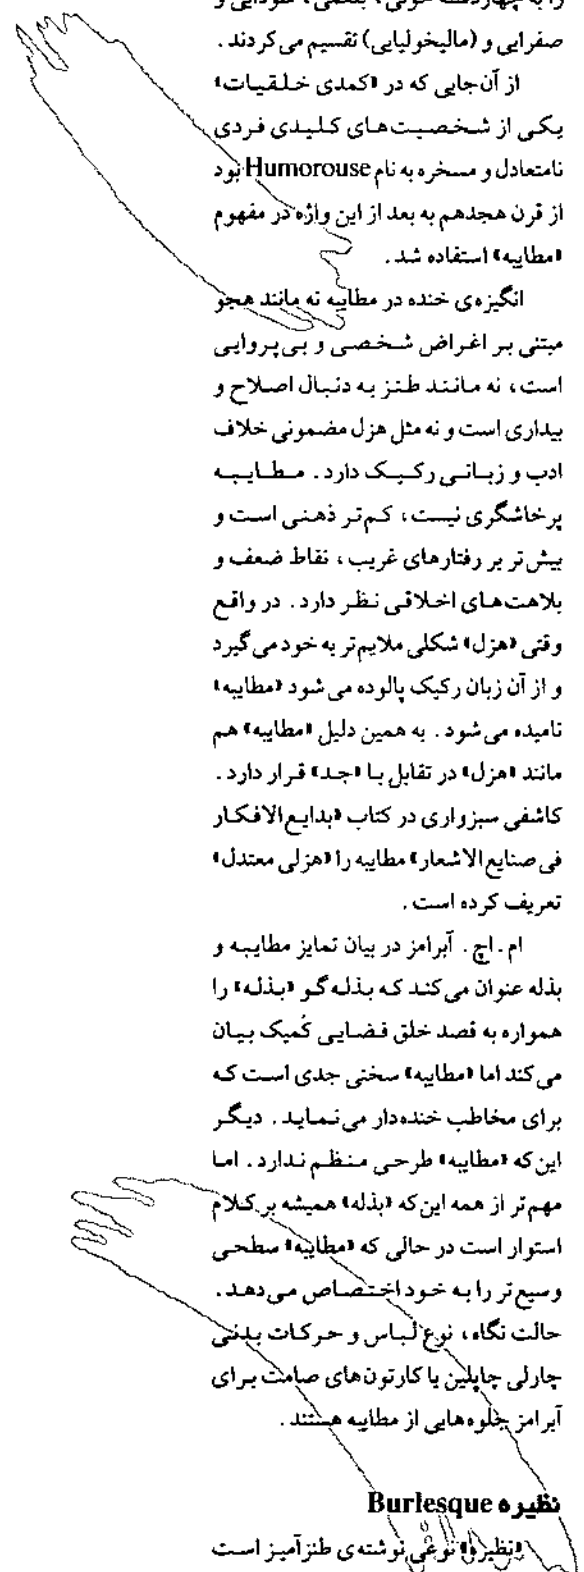 را به چهار دسته خونی، بلغمی، سودایی و
صفرایی و (مالیخولیایی) تقسیم می‌کردند.
از آن‌جایی که در «کمدی خلقیات»
یکی از شخصیت‌های کلیدی فردی
نامتعادل و مسخره به نام Humorouse بود
از قرن هجدهم به بعد از این واژه در مفهوم
«مطایبه» استفاده شد.
انگیزه‌ی خنده در مطایبه نه مانند هجو
مبتنی بر اغراض شخصی و بی‌پروایی
است، نه مانند طنز به دنبال اصلاح و
بیداری است و نه مثل هزل مضمونی خلاف
ادب و زبانی رکیک دارد. مطایبه
پرخاشگری نیست، کم‌تر ذهنی است و
بیش‌تر بر رفتارهای غریب، نقاط ضعف و
بلاهت‌های اخلاقی نظر دارد. در واقع
وقتی «هزل» شکلی ملایم‌تر به خود می‌گیرد
و از آن زبان رکیک پالوده می‌شود «مطایبه»
نامیده می‌شود. به همین دلیل «مطایبه» هم
مانند «هزل» در تقابل با «جد» قرار دارد.
کاشفی سبزواری در کتاب «بدایع‌الافکار
فی صنایع‌الاشعار» مطایبه را «هزلی معتدل»
تعریف کرده است.
ام. اچ. آبرامز در بیان تمایز مطایبه و
بذله عنوان می‌کند که بذله‌گو «بذله» را
همواره به قصد خلق فضایی کُمیک بیان
می‌کند اما «مطایبه» سخنی جدی است که
برای مخاطب خنده‌دار می‌نماید. دیگر
این‌که «مطایبه» طرحی منظم ندارد. اما
مهم‌تر از همه این‌که «بذله» همیشه بر کلام
استوار است در حالی که «مطایبه» سطحی
وسیع‌تر را به خود اختصاص می‌دهد.
حالت نگاه، نوع لباس و حرکات بدنی
چارلی چاپلین یا کارتون‌های صامت برای
آبرامز جلوه‌هایی از مطایبه هستند.
نظیره Burlesque
«نظیره» نوعی نوشته‌ی طنزآمیز است